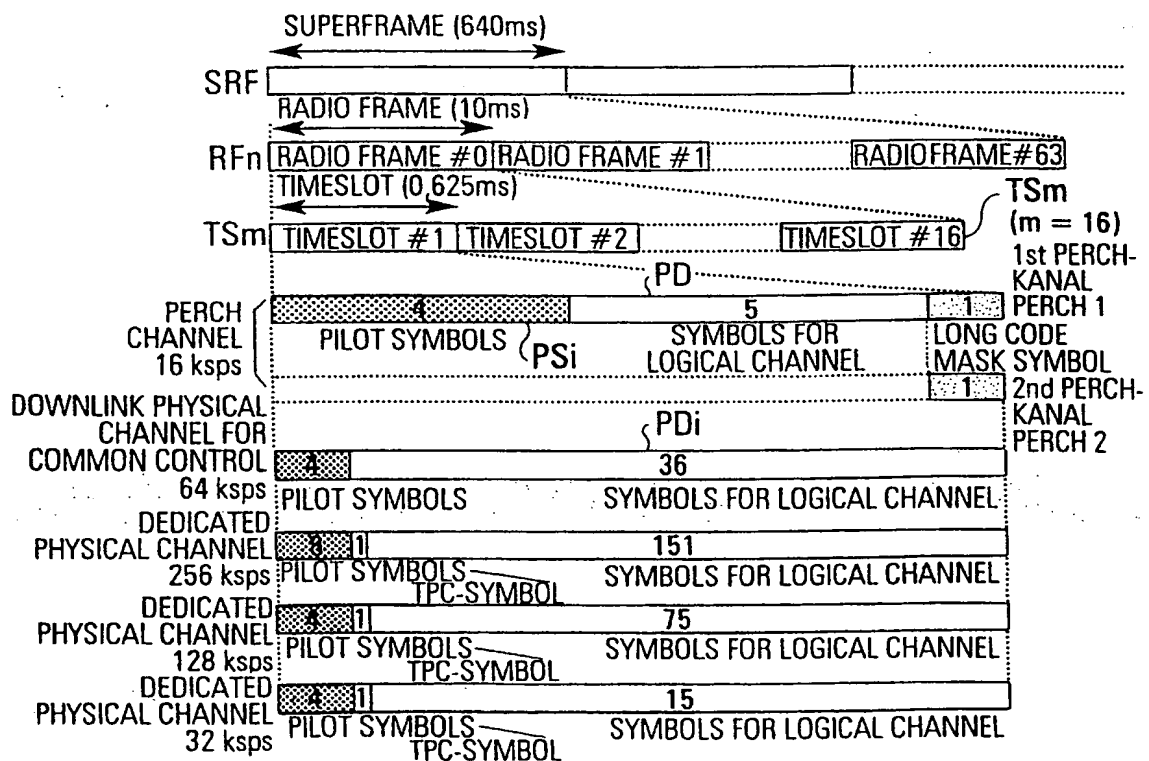 SUPERFRAME (640ms)
SRF
RADIO FRAME (10ms)
RFn
RADIO FRAME #0
RADIO FRAME #1
RADIO FRAME #63
TIMESLOT (0,625ms)
TSm
(m = 16)
TSm
TIMESLOT #1
TIMESLOT #2
TIMESLOT #16
1st PERCH-
KANAL
PERCH 1
PD
PERCH
CHANNEL
16 ksps
4
5
1
PILOT SYMBOLS
PSi
SYMBOLS FOR
LOGICAL CHANNEL
LONG CODE
MASK SYMBOL
1
2nd PERCH-
KANAL
PERCH 2
DOWNLINK PHYSICAL
CHANNEL FOR
COMMON CONTROL
64 ksps
PDi
4
36
PILOT SYMBOLS
SYMBOLS FOR LOGICAL CHANNEL
DEDICATED
PHYSICAL CHANNEL
256 ksps
8
1
151
PILOT SYMBOLS
TPC-SYMBOL
SYMBOLS FOR LOGICAL CHANNEL
DEDICATED
PHYSICAL CHANNEL
128 ksps
4
1
75
PILOT SYMBOLS
TPC-SYMBOL
SYMBOLS FOR LOGICAL CHANNEL
DEDICATED
PHYSICAL CHANNEL
32 ksps
4
1
15
PILOT SYMBOLS
TPC-SYMBOL
SYMBOLS FOR LOGICAL CHANNEL